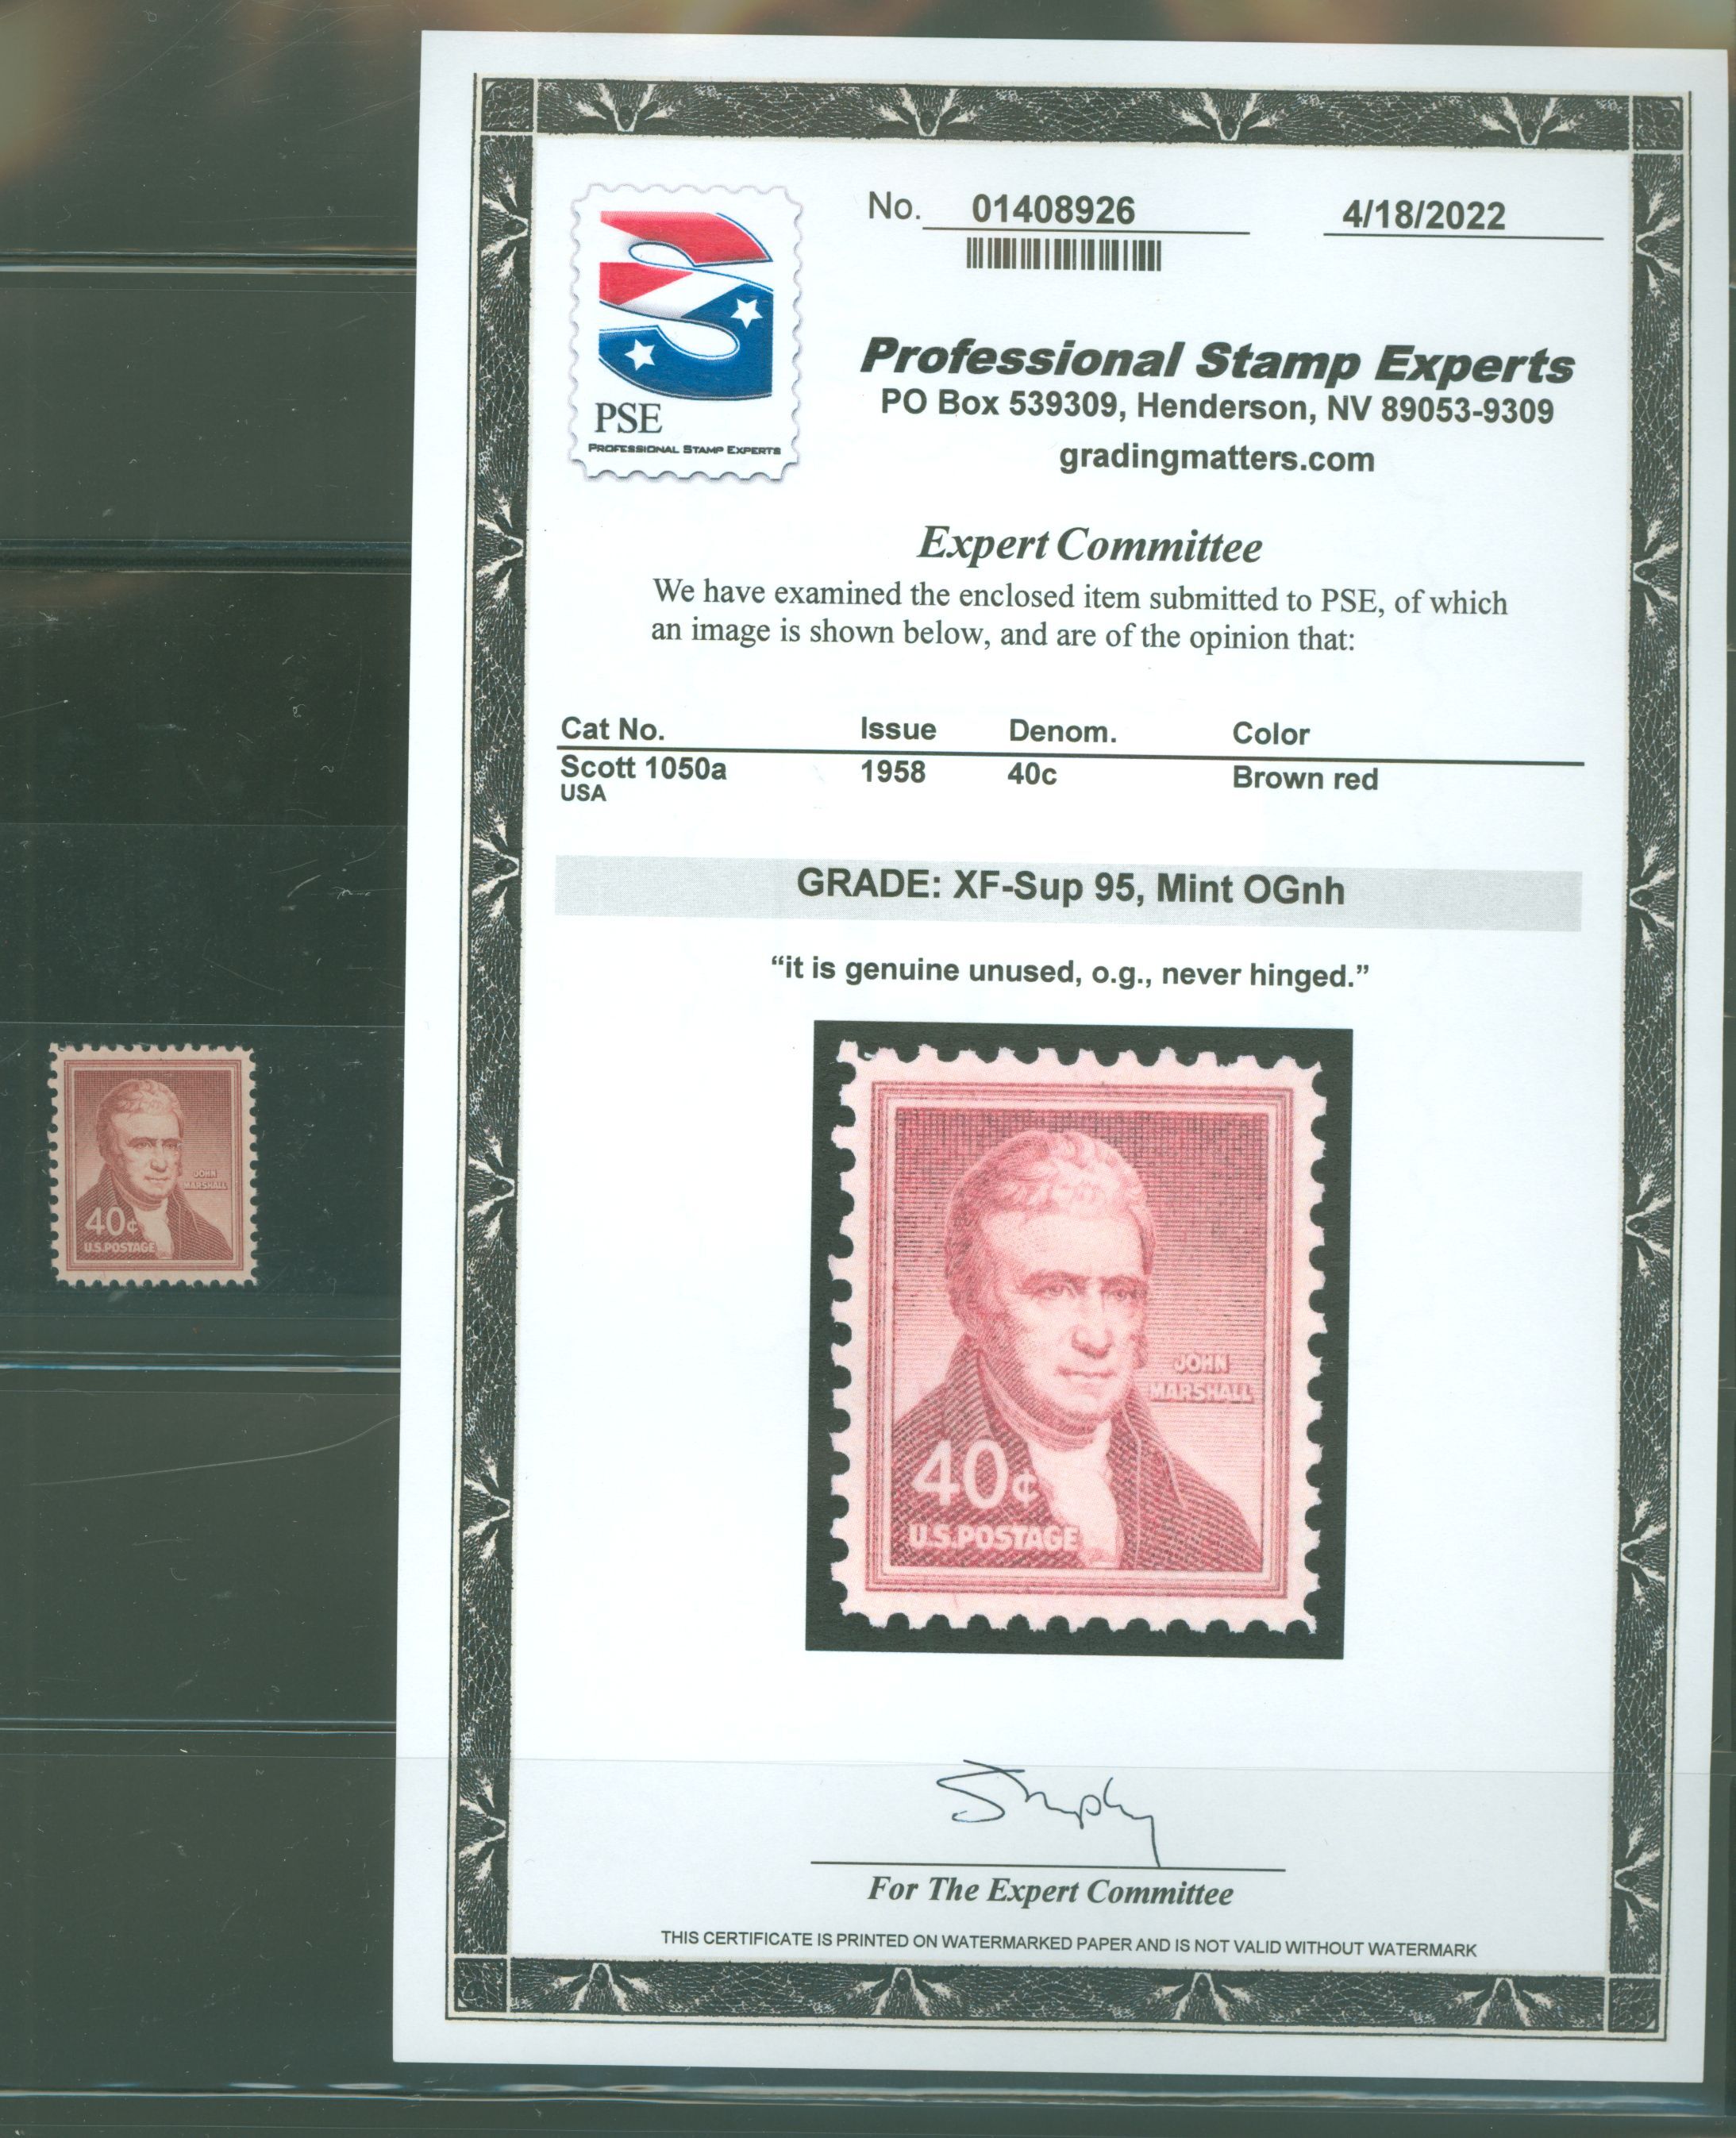 No. 01408926 4/18/2022
PSE
PROFESSIONAL STAMP EXPERTS
Professional Stamp Experts
PO Box 539309, Henderson, NV 89053-9309
gradingmatters.com
Expert Committee
We have examined the enclosed item submitted to PSE, of which
an image is shown below, and are of the opinion that:
Cat No. Issue Denom. Color
Scott 1050a 1958 40c Brown red
USA
GRADE: XF-Sup 95, Mint OGnh
“it is genuine unused, o.g., never hinged.”
JOHN
MARSHALL
40¢
U.S.POSTAGE
JOHN
MARSHALL
40¢
U.S.POSTAGE
For The Expert Committee
THIS CERTIFICATE IS PRINTED ON WATERMARKED PAPER AND IS NOT VALID WITHOUT WATERMARK